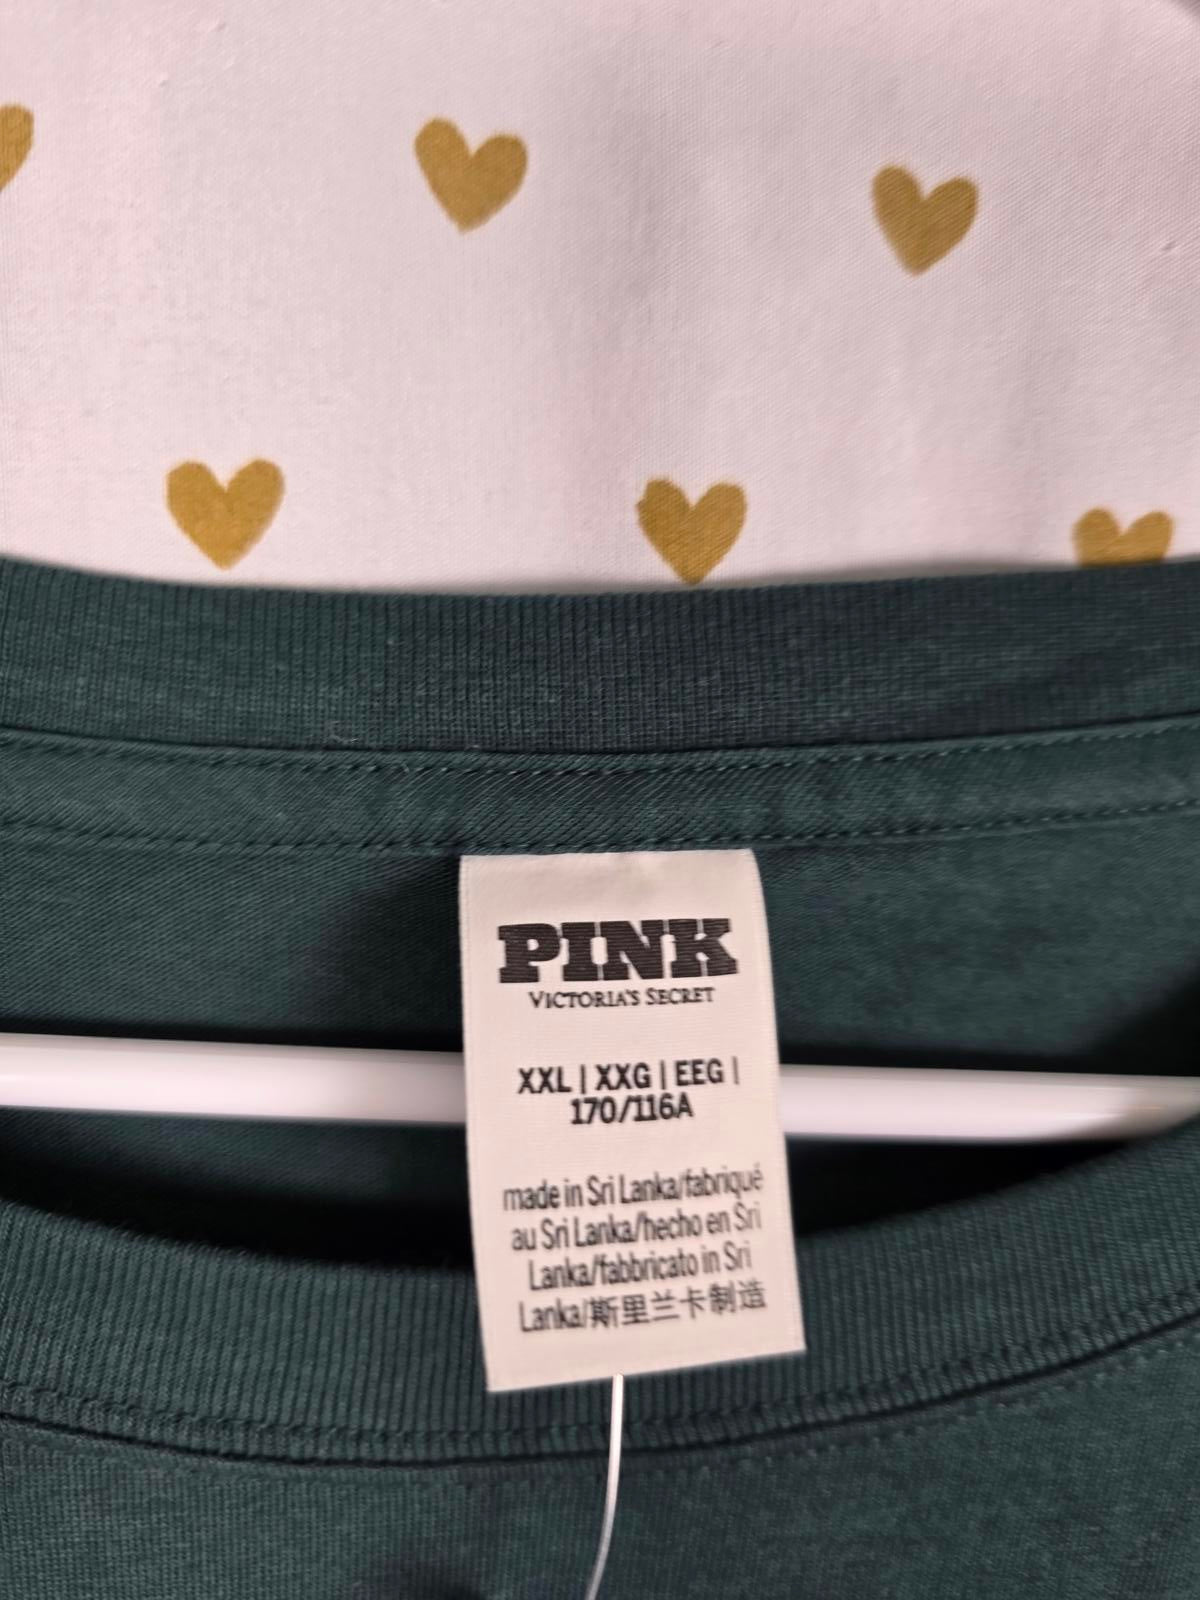 PINK
VICTORIA'S SECRET
XXL | XXG | EEG |
170/116A
made in Sri Lanka/fabriqué
au Sri Lanka/hecho en Sri
Lanka/fabbricato in Sri
Lanka/斯里兰卡制造